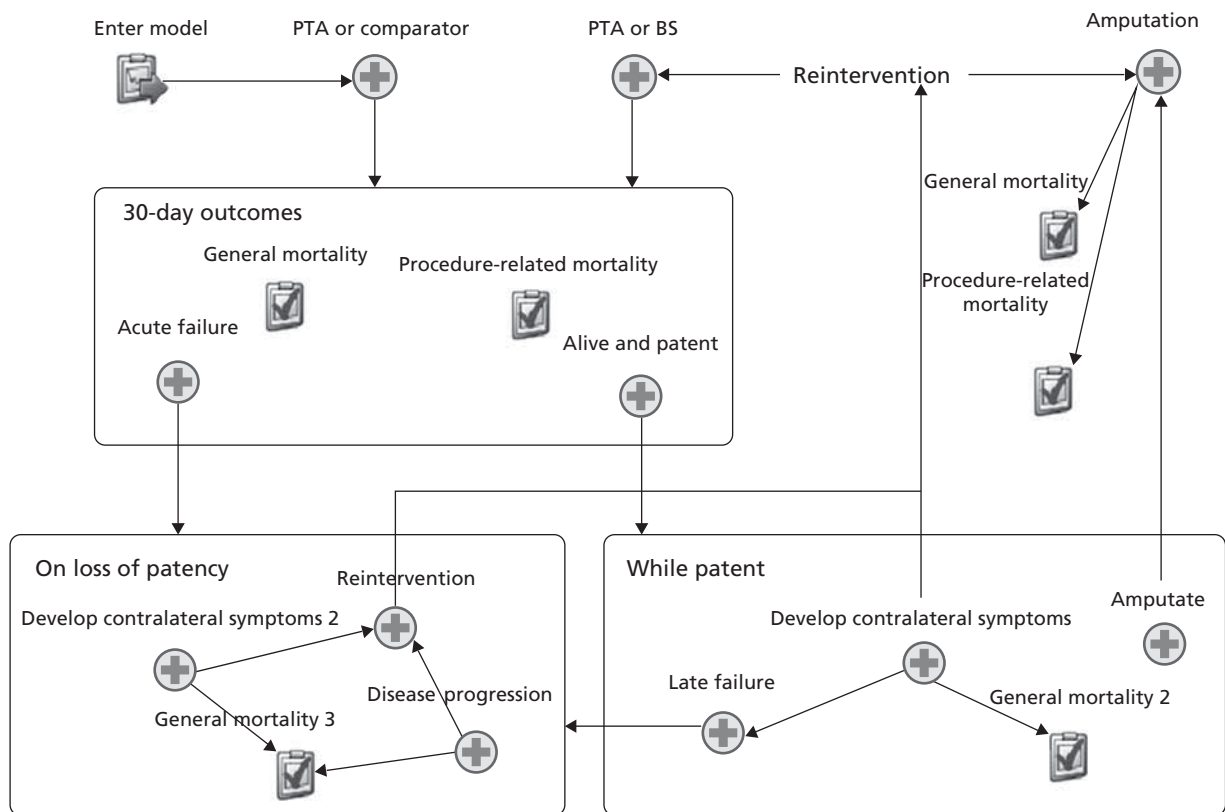 Enter model
PTA or comparator
PTA or BS
Reintervention
Amputation
General mortality
Procedure-related
mortality
30-day outcomes
General mortality
Procedure-related mortality
Acute failure
Alive and patent
On loss of patency
Reintervention
Develop contralateral symptoms 2
Disease progression
General mortality 3
While patent
Develop contralateral symptoms
Amputate
Late failure
General mortality 2